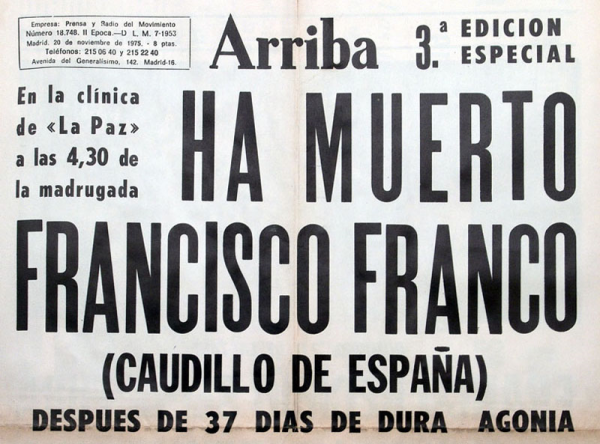 Empresa: Prensa y Radio del Movimiento
Número 18.748. II Epoca.—D L. M. 7-1953
Madrid. 20 de noviembre de 1975. - 8 ptas.
Teléfonos: 215 06 40 y 215 22 40
Avenida del Generalísimo, 142. Madrid-16.
Arriba
3.ª EDICION
ESPECIAL
En la clínica
de «La Paz»
a las 4,30 de
la madrugada
HA MUERTO
FRANCISCO FRANCO
(CAUDILLO DE ESPAÑA)
DESPUES DE 37 DIAS DE DURA AGONIA